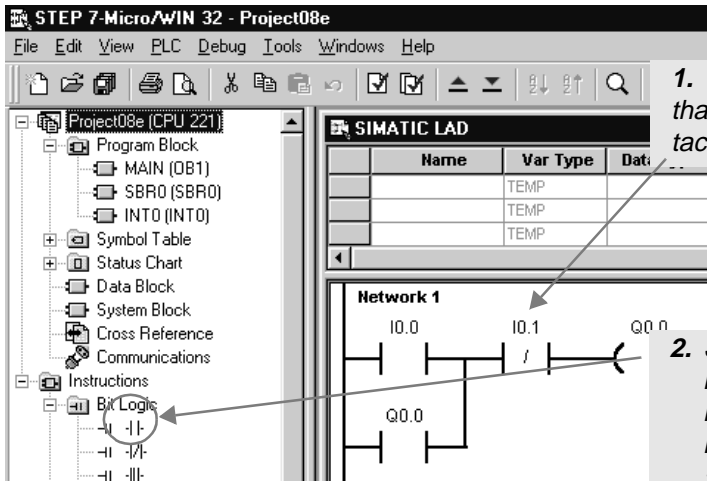 STEP 7-Micro/WIN 32 - Project08e
File Edit View PLC Debug Tools Windows Help
Project08e (CPU 221)
Program Block
MAIN (OB1)
SBR0 (SBR0)
INT0 (INT0)
Symbol Table
Status Chart
Data Block
System Block
Cross Reference
Communications
Instructions
Bit Logic
-| |-
-|/|-
-|I|-
SIMATIC LAD
Name Var Type
TEMP
TEMP
TEMP
Network 1
I0.0 I0.1 Q0.0
/
Q0.0
1.
tha
tac
2.